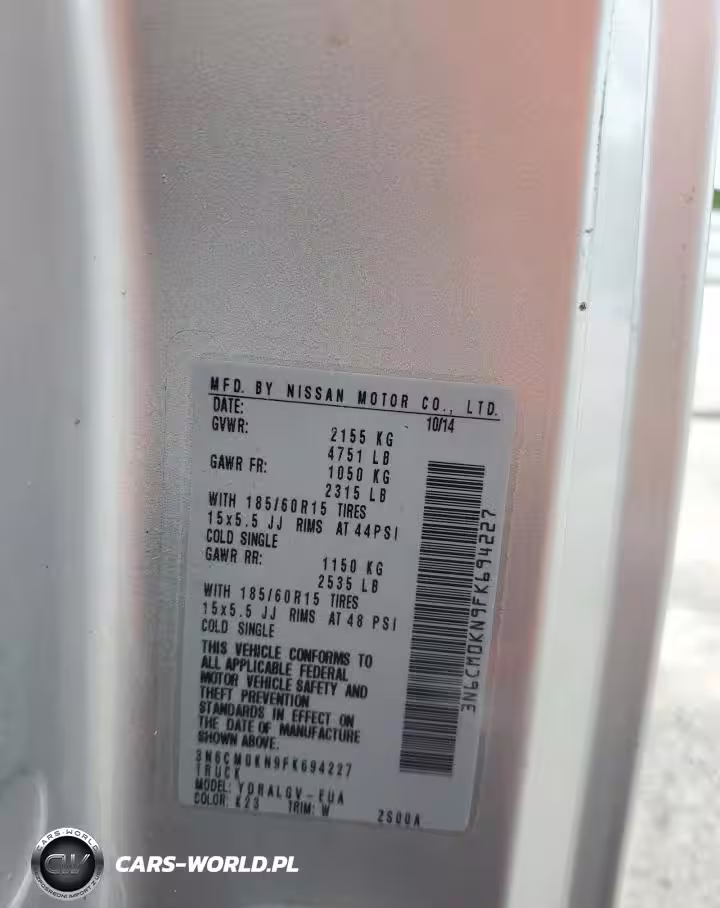 MFD. BY NISSAN MOTOR CO., LTD.
DATE: 10/14
GVWR: 2155 KG
4751 LB
GAWR FR: 1050 KG
2315 LB
WITH 185/60R15 TIRES
15x5.5 JJ RIMS AT 44PSI
COLD SINGLE
GAWR RR: 1150 KG
2535 LB
WITH 185/60R15 TIRES
15x5.5 JJ RIMS AT 48 PSI
COLD SINGLE
THIS VEHICLE CONFORMS TO
ALL APPLICABLE FEDERAL
MOTOR VEHICLE SAFETY AND
THEFT PREVENTION
STANDARDS IN EFFECT ON
THE DATE OF MANUFACTURE
SHOWN ABOVE.
3N6CM0KN9FK694227
TRUCK
MODEL: YDRALGV-EUA
COLOR: K23 TRIM: W 2S00A
3N6CM0KN9FK694227
CARS-WORLD
CW
CARS-WORLD.PL